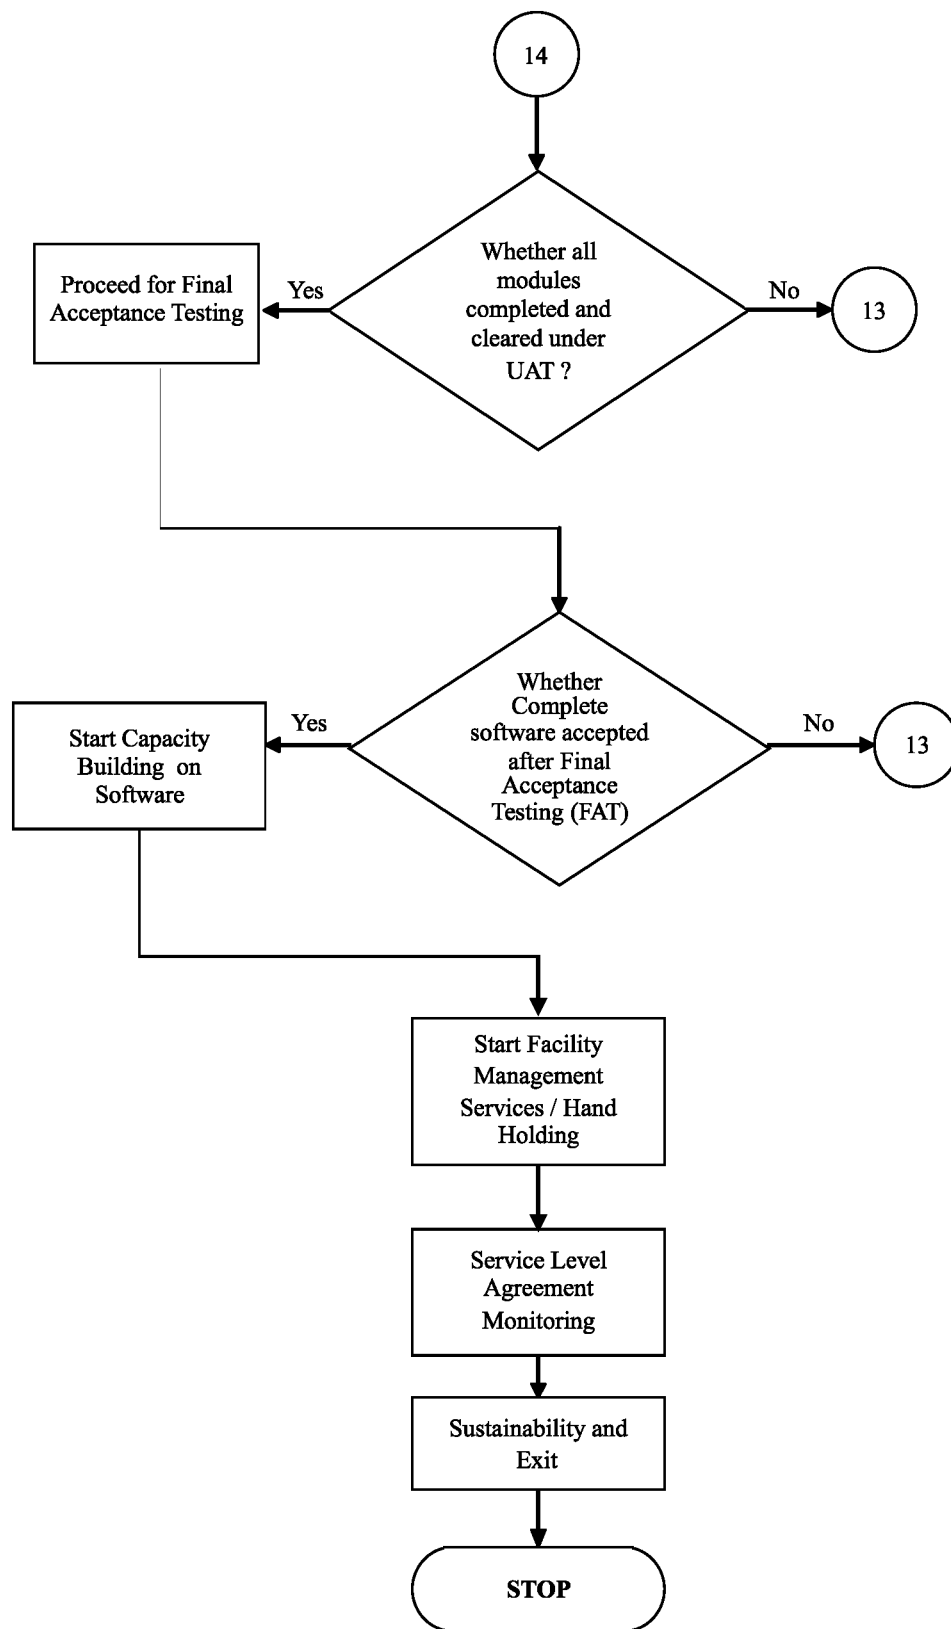 14
Whether all
modules
completed and
cleared under
UAT ?
Yes
No
Proceed for Final
Acceptance Testing
13
Whether
Complete
software accepted
after Final
Acceptance
Testing (FAT)
Yes
No
Start Capacity
Building on
Software
13
Start Facility
Management
Services / Hand
Holding
Service Level
Agreement
Monitoring
Sustainability and
Exit
STOP